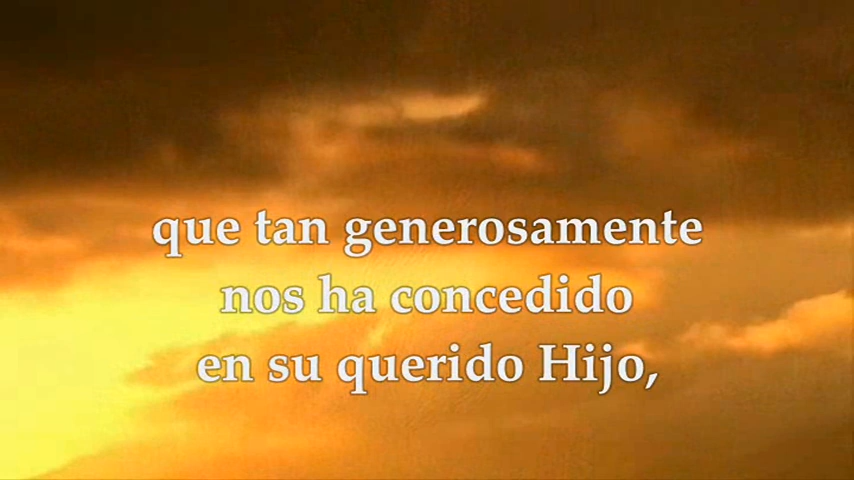 que tan generosamente
nos ha concedido
en su querido Hijo,